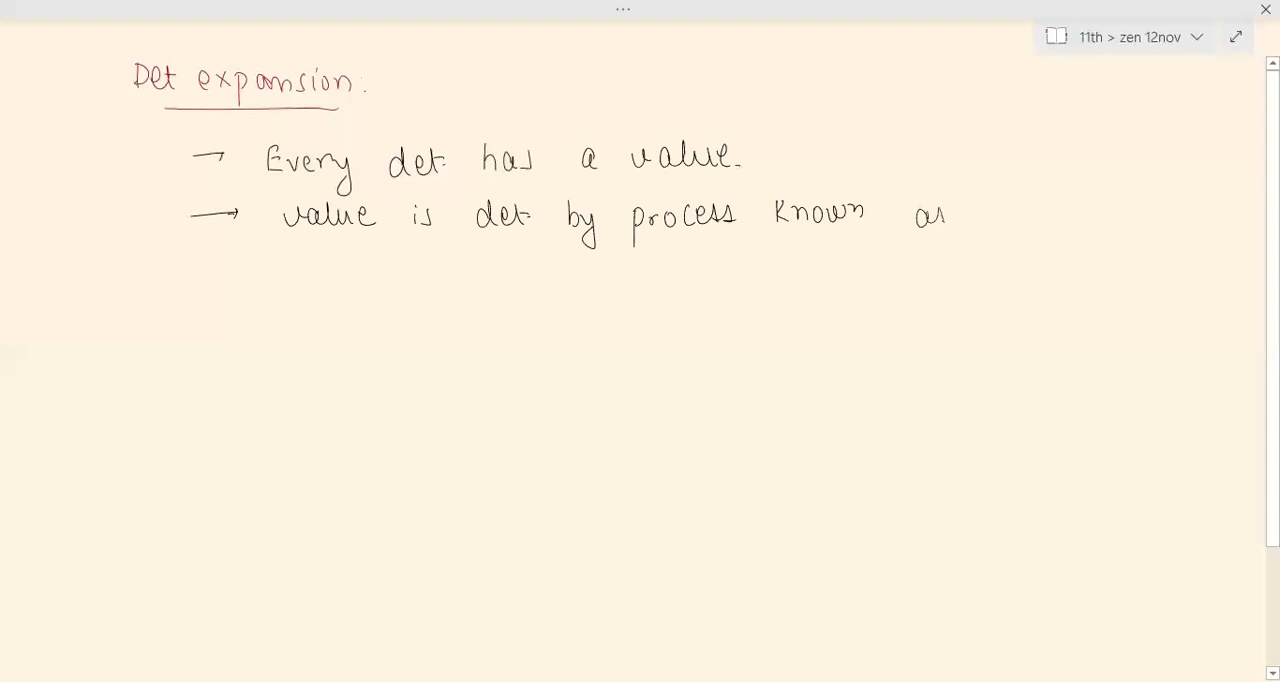 ...
11th > zen 12nov
Det expansion:
→ Every det. has a value.
→ value is det. by process known as